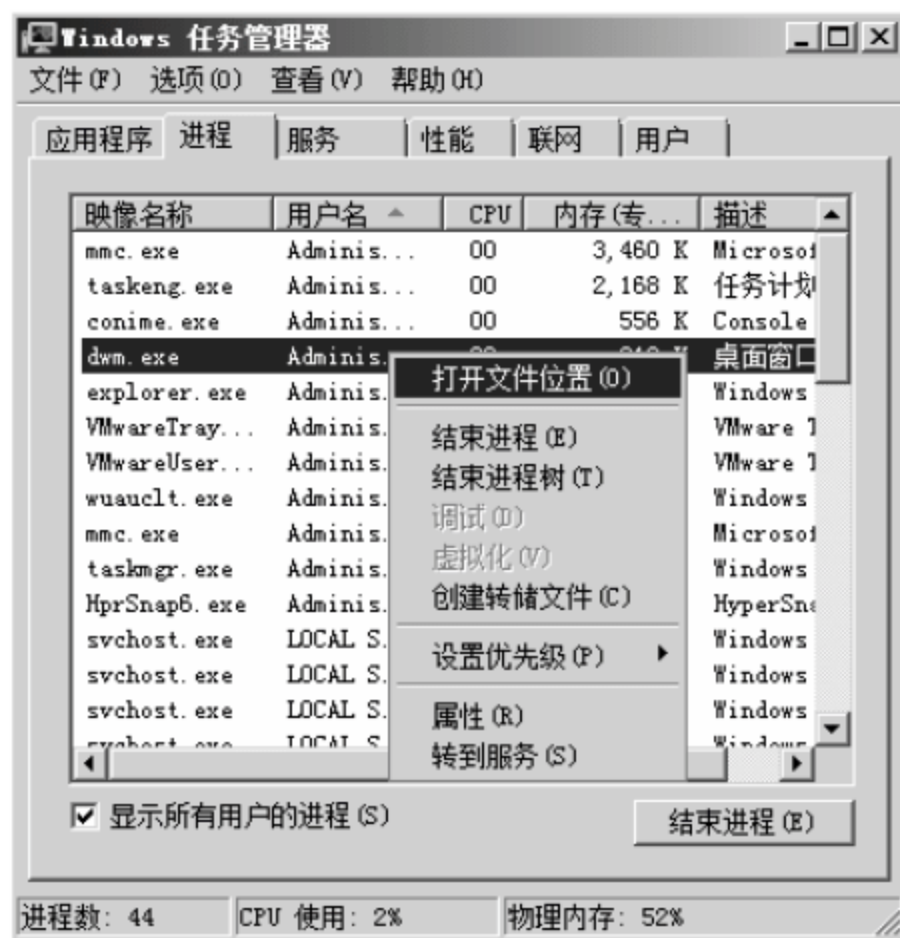 Windows 任务管理器
文件(F) 选项(O) 查看(V) 帮助(H)
应用程序 进程 服务 性能 联网 用户
映像名称 用户名 CPU 内存(专... 描述
mmc.exe Adminis... 00 3,460 K Microsof
taskeng.exe Adminis... 00 2,168 K 任务计划
conime.exe Adminis... 00 556 K Console
dwm.exe Adminis. 桌面窗口
打开文件位置(O)
explorer.exe Adminis. Windows
VMwareTray... Adminis. VMware
结束进程(E)
VMwareUser... Adminis. VMware
结束进程树(T)
wuauclt.exe Adminis. Windows
调试(D)
mmc.exe Adminis. Microsof
虚拟化(V)
taskmgr.exe Adminis. Windows
创建转储文件(C)
HprSnap6.exe Adminis. HyperSna
svchost.exe LOCAL S. Windows
设置优先级(P)
svchost.exe LOCAL S. Windows
svchost.exe LOCAL S. Windows
属性(R)
svchost.exe LOCAL S Windows
转到服务(S)
显示所有用户的进程(S) 结束进程(E)
进程数: 44 CPU 使用: 2% 物理内存: 52%